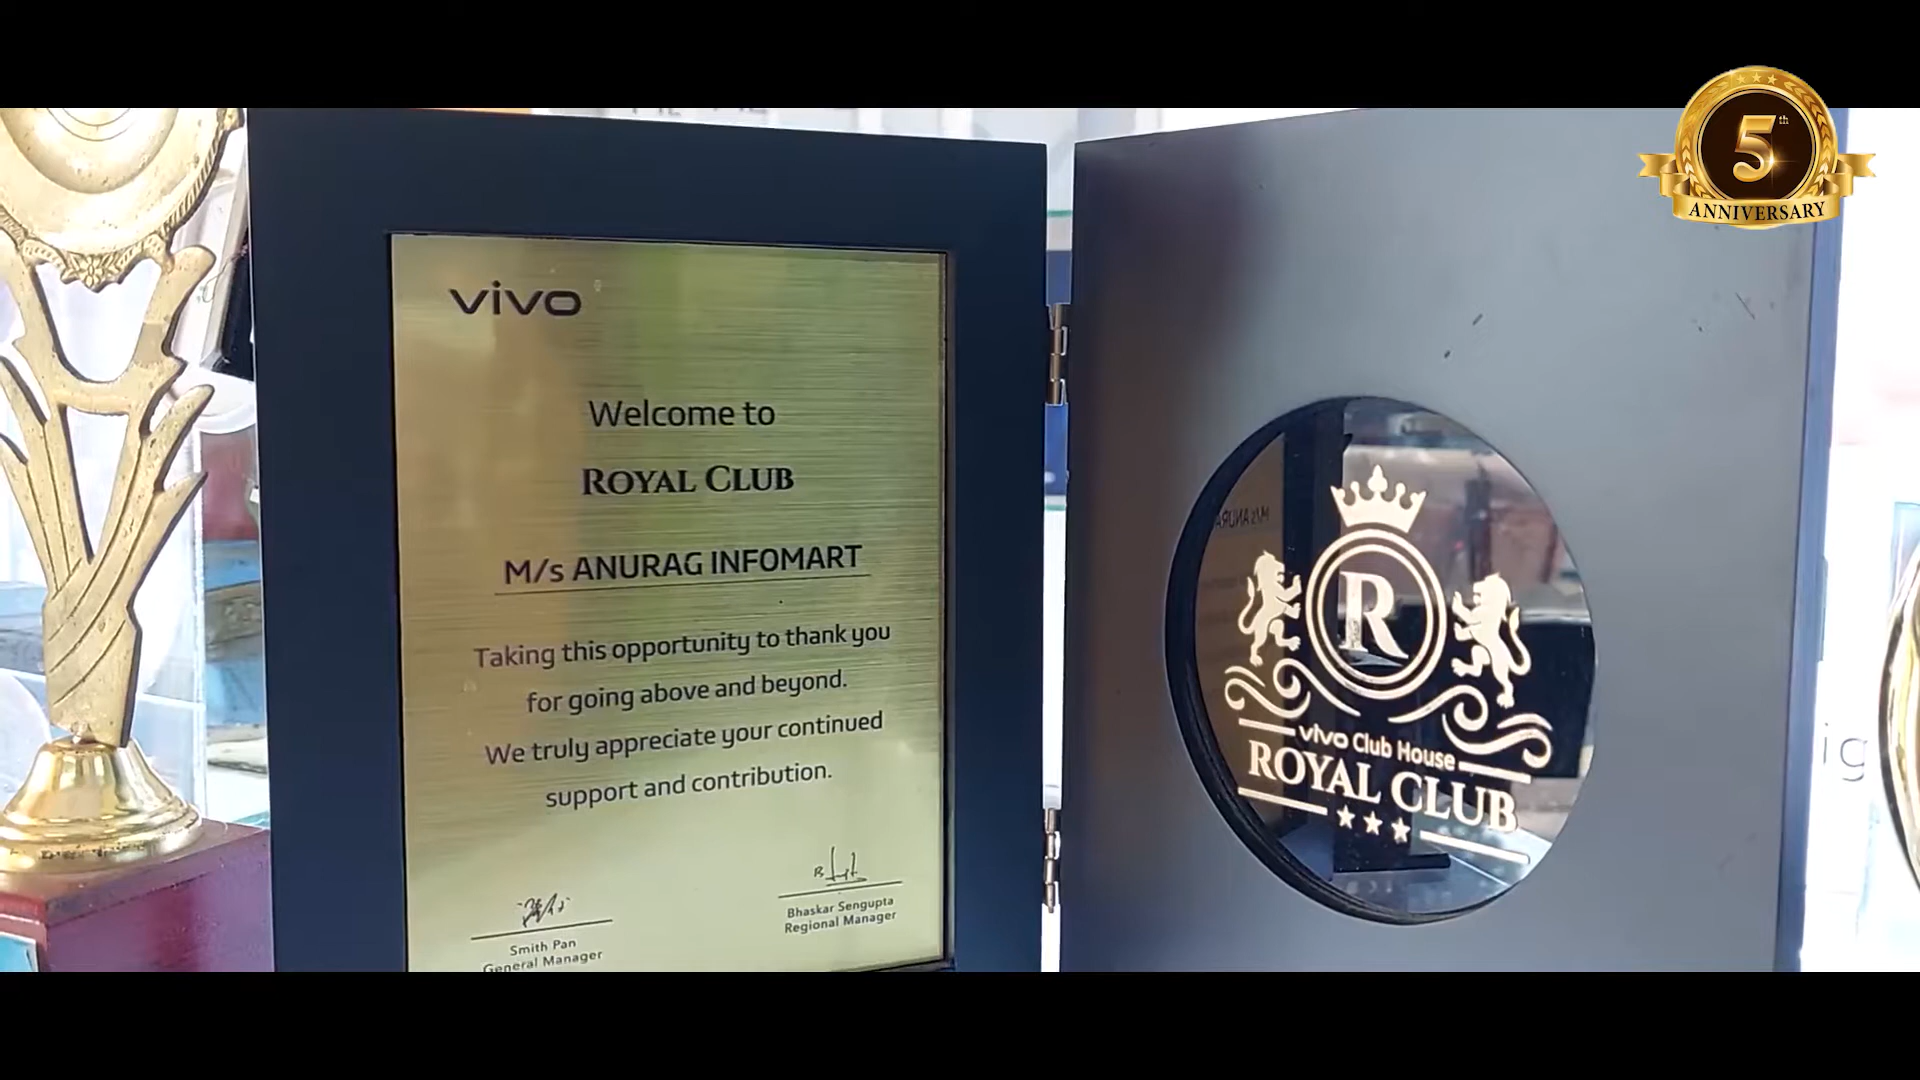 vivo
Welcome to
ROYAL CLUB
M/s ANURAG INFOMART
Taking this opportunity to thank you
for going above and beyond.
We truly appreciate your continued
support and contribution.
Smith Pan
General Manager
Bhaskar Sengupta
Regional Manager
R
vivo Club House
ROYAL CLUB
5th
ANNIVERSARY
ig